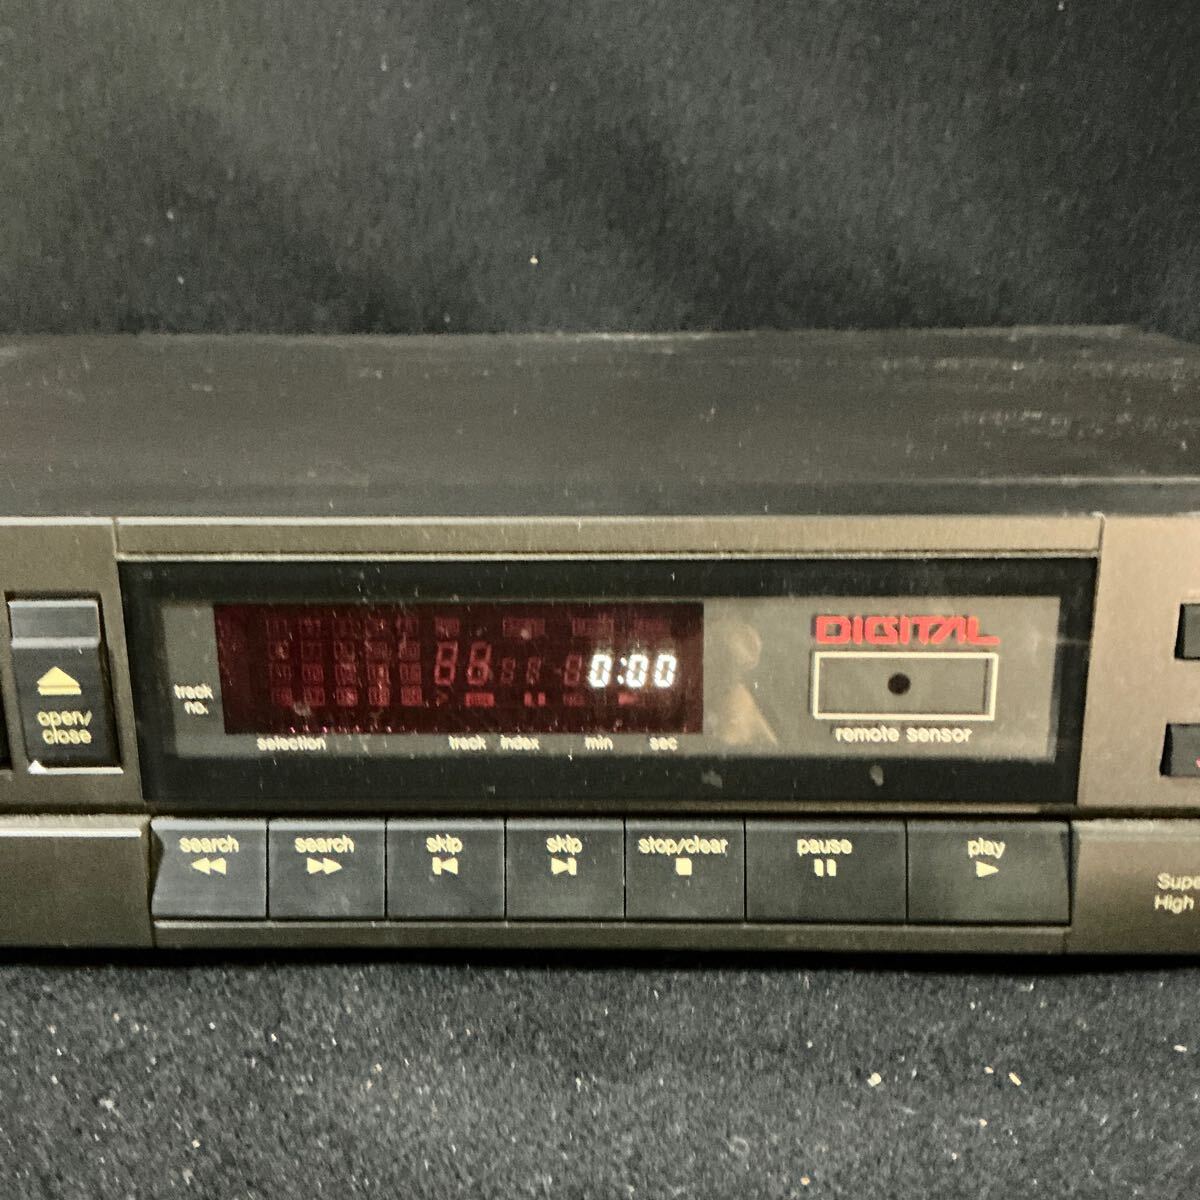 open/
close
track
no.
0:00
selection track index min sec
DIGITAL
remote sensor
search search skip skip stop/clear pause play
High